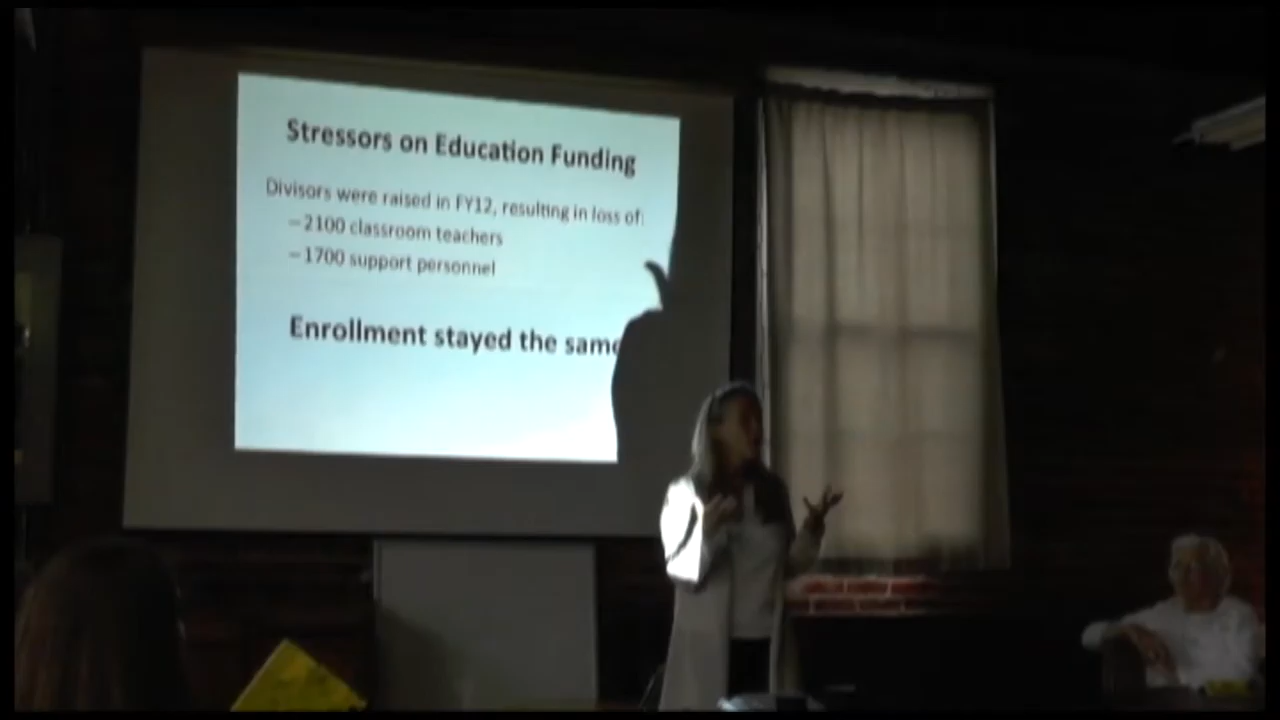 Stressors on Education Funding
Divisors were raised in FY12, resulting in loss of:
– 2100 classroom teachers
– 1700 support personnel
Enrollment stayed the same